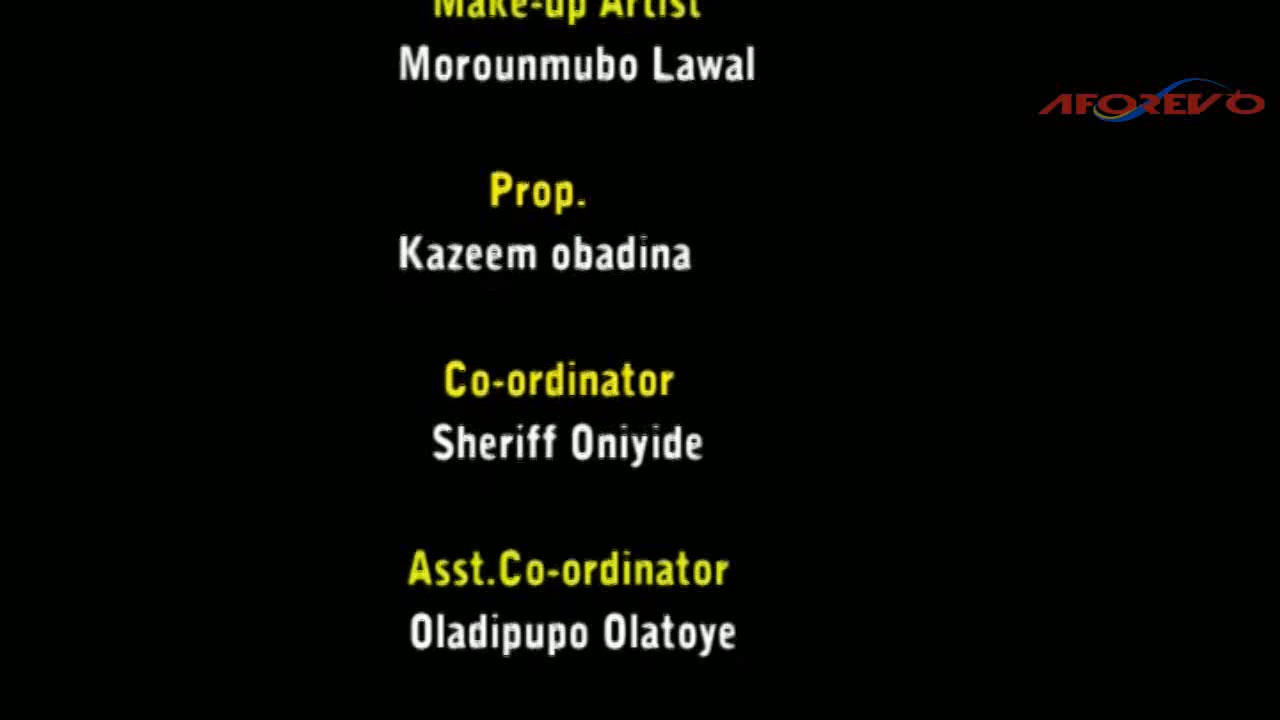 Make-up Artist
Morounmubo Lawal
AFOREVO
Prop.
Kazeem obadina
Co-ordinator
Sheriff Oniyide
Asst.Co-ordinator
Oladipupo Olatoye